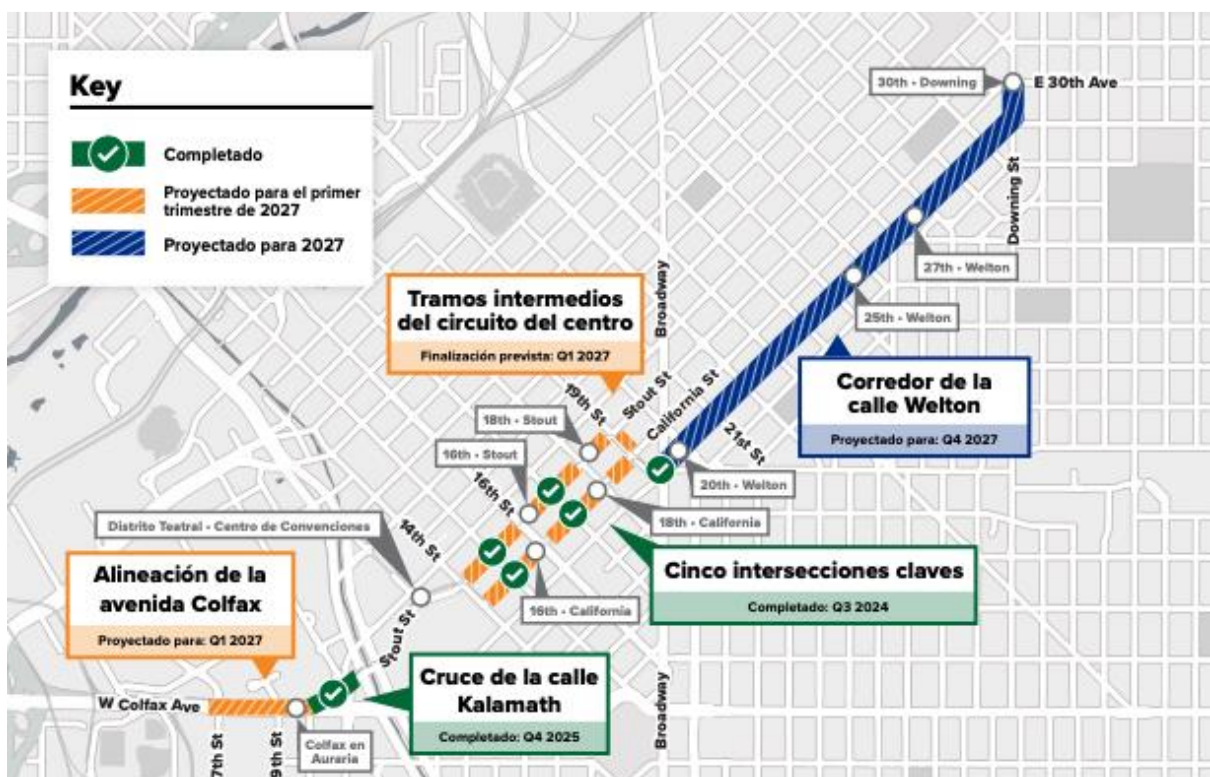 Key
Completado
Proyectado para el primer
trimestre de 2027
Proyectado para 2027
30th - Downing
E 30th Ave
Downing St
27th - Welton
25th - Welton
Broadway
Tramos intermedios
del circuito del centro
Finalización prevista: Q1 2027
Corredor de la
calle Welton
Proyectado para: Q4 2027
19th St
Stout St
California St
21st St
18th - Stout
16th - Stout
16th St
20th - Welton
18th - California
Distrito Teatral - Centro de Convenciones
14th St
Cinco intersecciones claves
Completado: Q3 2024
16th - California
Alineación de la
avenida Colfax
Proyectado para: Q1 2027
Stout St
Cruce de la calle
Kalamath
Completado: Q4 2025
W Colfax Ave
Colfax en
Auraria
7th St
9th St
Broadway